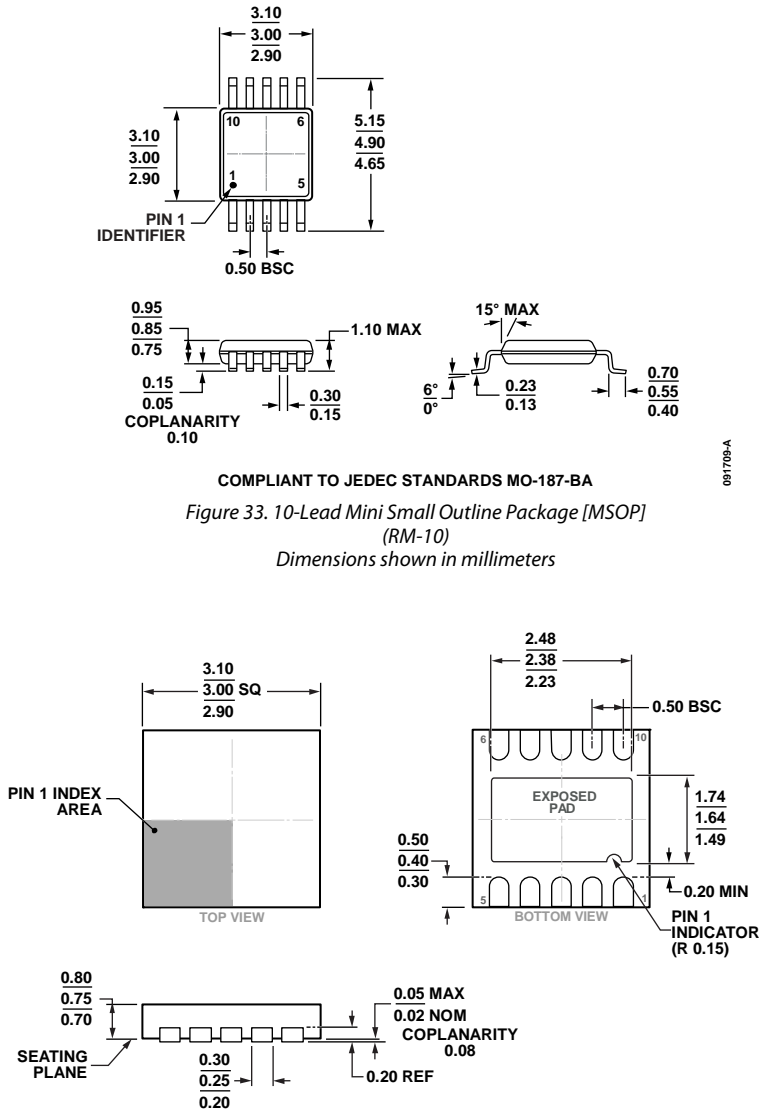 3.10
3.00
2.90
10
6
3.10
3.00
2.90
5.15
4.90
4.65
1
5
PIN 1
IDENTIFIER
0.50 BSC
0.95
0.85
0.75
1.10 MAX
15° MAX
0.15
0.05
COPLANARITY
0.10
0.30
0.15
6°
0°
0.23
0.13
0.70
0.55
0.40
COMPLIANT TO JEDEC STANDARDS MO-187-BA
091709-A
Figure 33. 10-Lead Mini Small Outline Package [MSOP]
(RM-10)
Dimensions shown in millimeters
3.10
3.00 SQ
2.90
PIN 1 INDEX
AREA
TOP VIEW
2.48
2.38
2.23
0.50 BSC
6
10
EXPOSED
PAD
1.74
1.64
1.49
0.50
0.40
0.30
5
1
BOTTOM VIEW
0.20 MIN
PIN 1
INDICATOR
(R 0.15)
0.80
0.75
0.70
SEATING
PLANE
0.30
0.25
0.20
0.05 MAX
0.02 NOM
COPLANARITY
0.08
0.20 REF